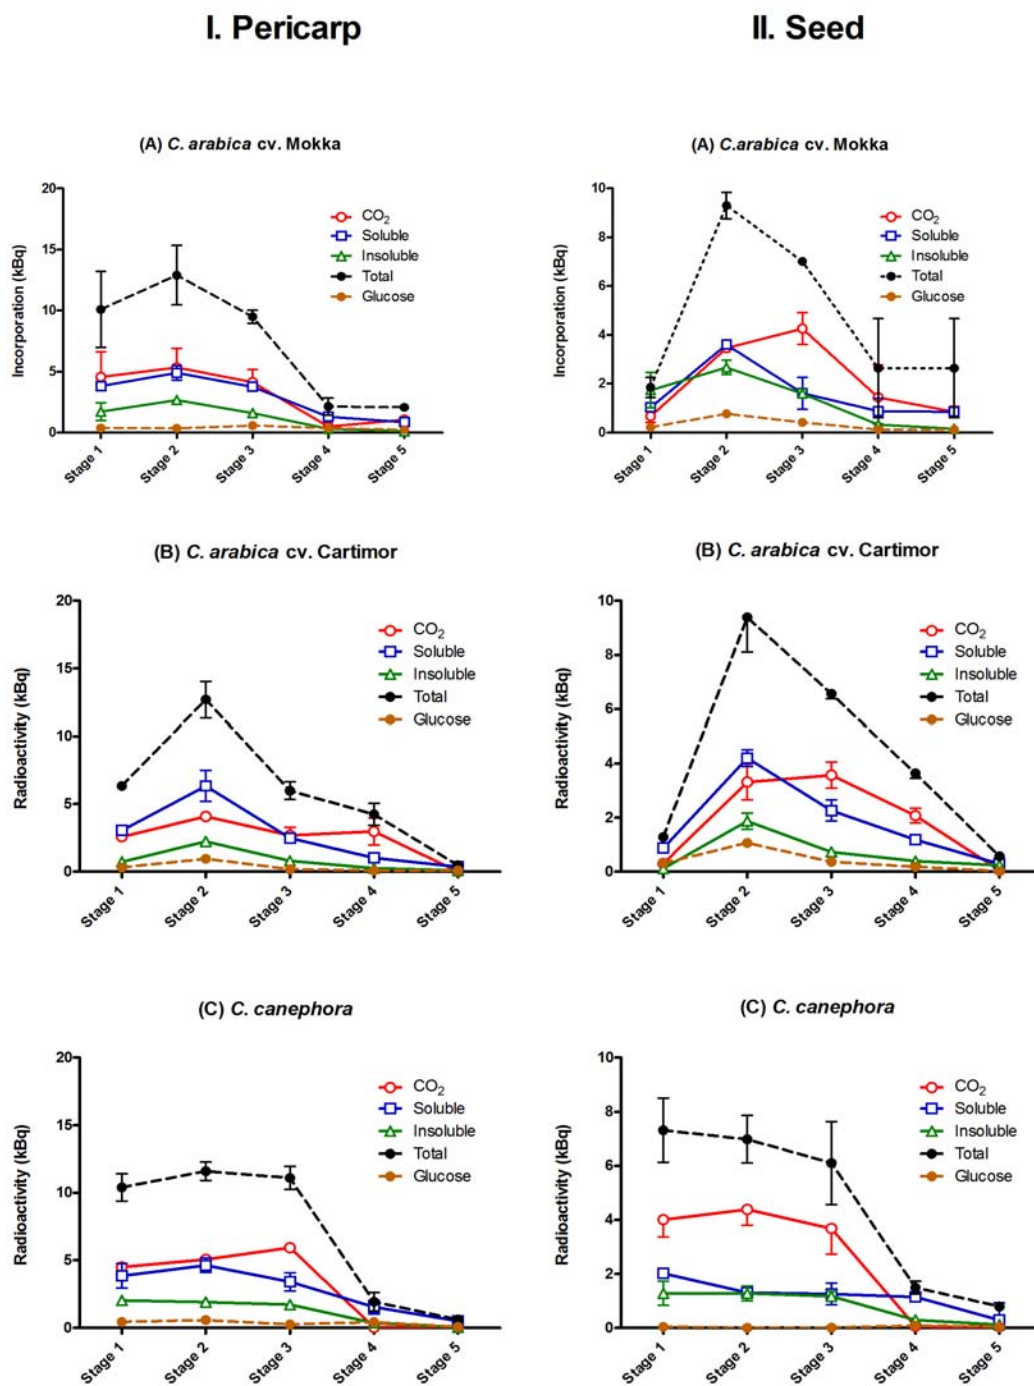 I. Pericarp
II. Seed
(A) C. arabica cv. Mokka
Incorporation (kBq)
20
15
10
5
0
CO2
Soluble
Insoluble
Total
Glucose
Stage 1
Stage 2
Stage 3
Stage 4
Stage 5
(A) C.arabica cv. Mokka
Incorporation (kBq)
10
8
6
4
2
0
CO2
Soluble
Insoluble
Total
Glucose
Stage 1
Stage 2
Stage 3
Stage 4
Stage 5
(B) C. arabica cv. Cartimor
Radioactivity (kBq)
20
15
10
5
0
CO2
Soluble
Insoluble
Total
Glucose
Stage 1
Stage 2
Stage 3
Stage 4
Stage 5
(B) C. arabica cv. Cartimor
Radioactivity (kBq)
10
8
6
4
2
0
CO2
Soluble
Insoluble
Total
Glucose
Stage 1
Stage 2
Stage 3
Stage 4
Stage 5
(C) C. canephora
Radioactivity (kBq)
20
15
10
5
0
CO2
Soluble
Insoluble
Total
Glucose
Stage 1
Stage 2
Stage 3
Stage 4
Stage 5
(C) C. canephora
Radioactivity (kBq)
10
8
6
4
2
0
CO2
Soluble
Insoluble
Total
Glucose
Stage 1
Stage 2
Stage 3
Stage 4
Stage 5